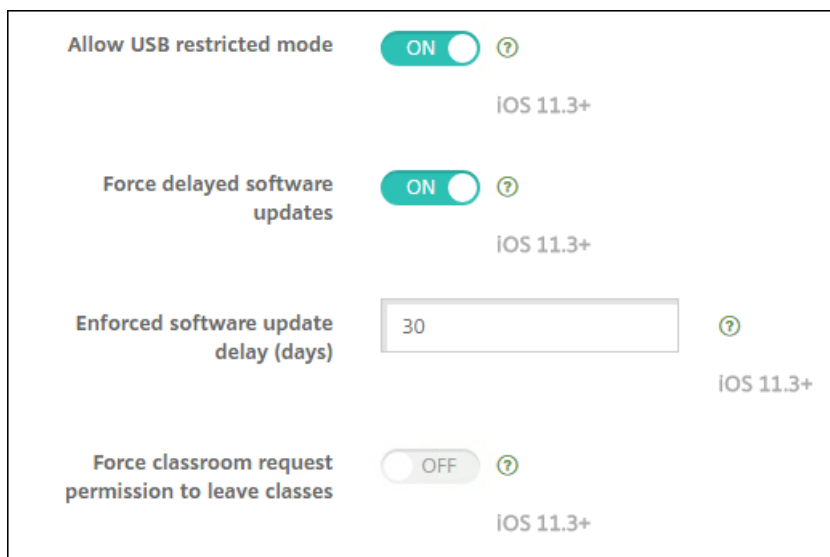 Allow USB restricted mode
ON
?
iOS 11.3+
Force delayed software
updates
ON
?
iOS 11.3+
Enforced software update
delay (days)
30
?
iOS 11.3+
Force classroom request
permission to leave classes
OFF
?
iOS 11.3+